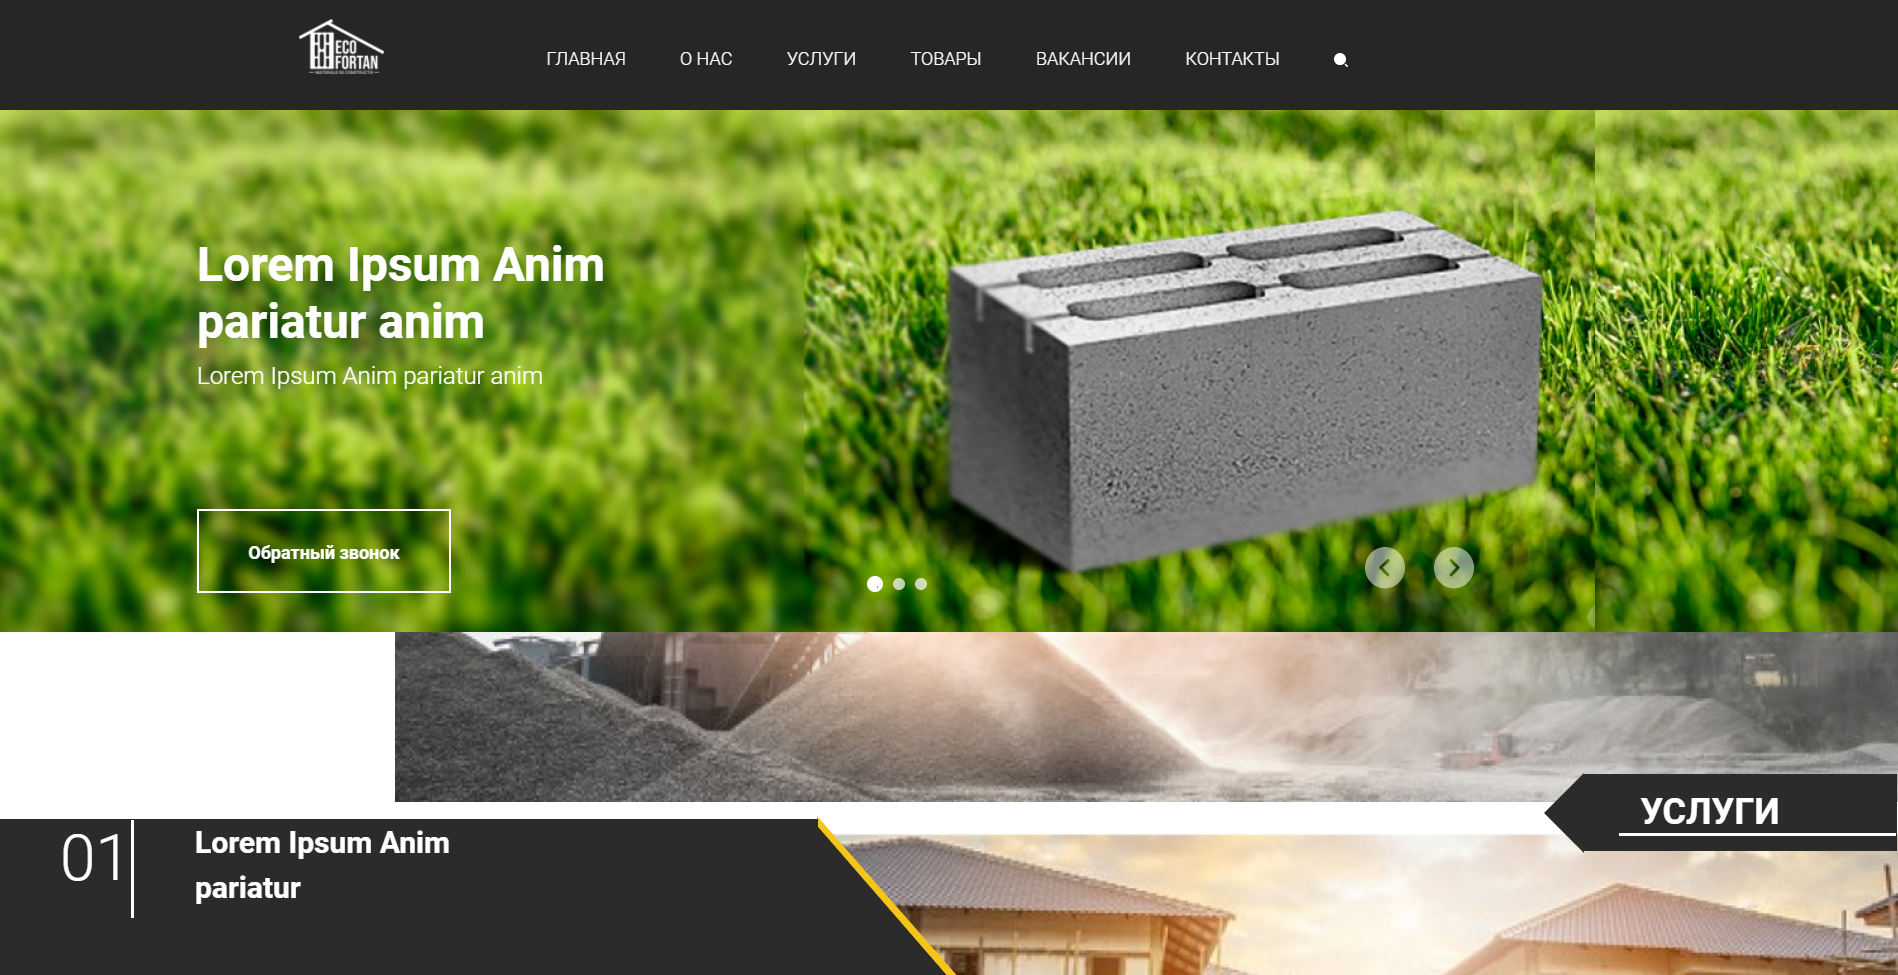 ECO
FORTAN
MATERIALE DE CONSTRUCTIE
ГЛАВНАЯ
О НАС
УСЛУГИ
ТОВАРЫ
ВАКАНСИИ
КОНТАКТЫ
Lorem Ipsum Anim
pariatur anim
Lorem Ipsum Anim pariatur anim
Обратный звонок
УСЛУГИ
01
Lorem Ipsum Anim
pariatur